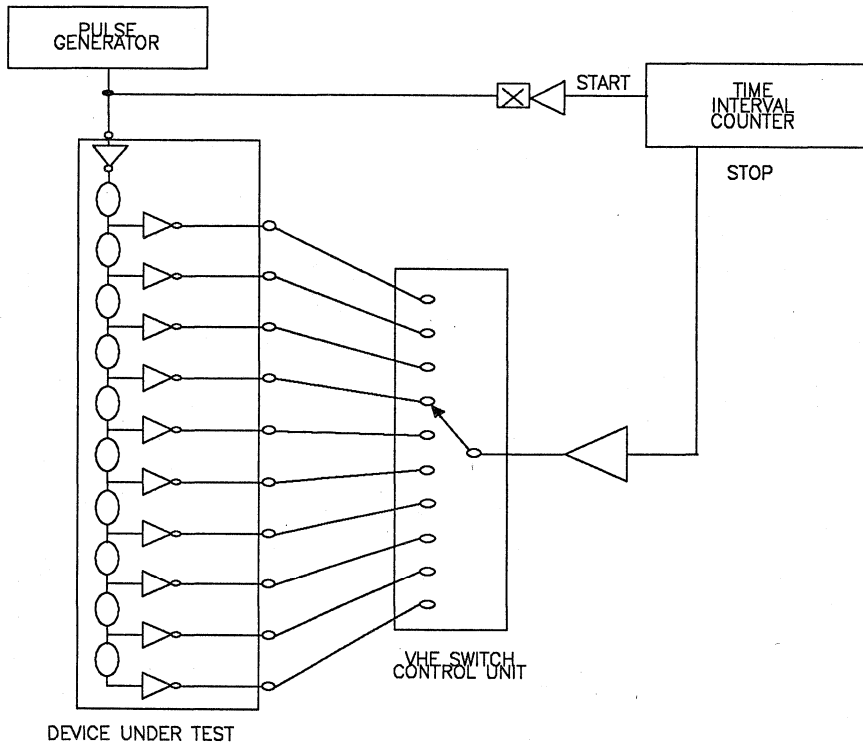 PULSE
GENERATOR
START
TIME
INTERVAL
COUNTER
STOP
VHF SWITCH
CONTROL UNIT
DEVICE UNDER TEST